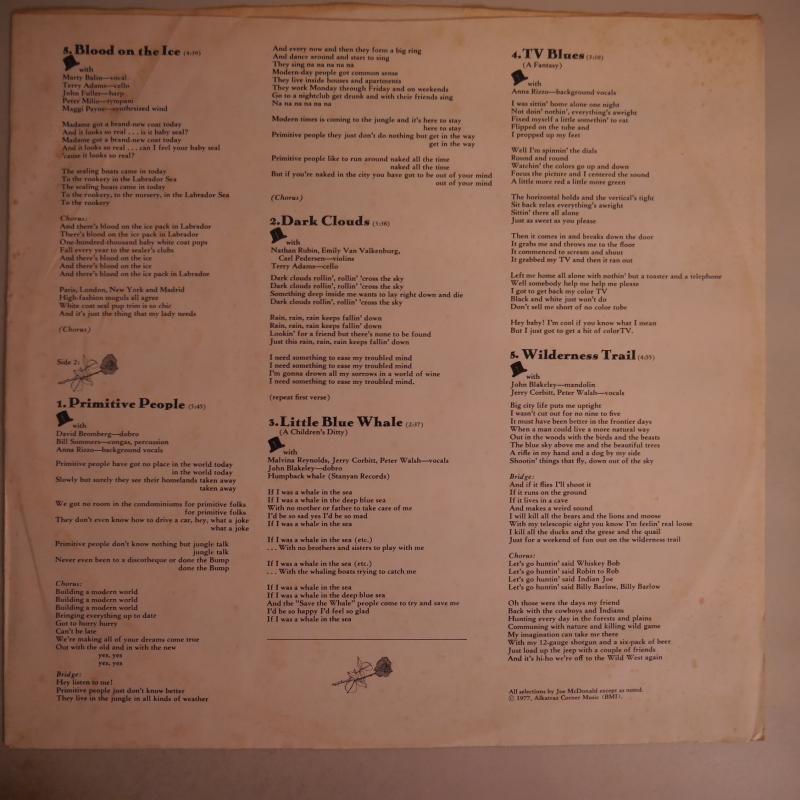 5. Blood on the Ice (4:39)
with
Marty Balin—vocal
Terry Adams—cello
John Fuller—harp
Peter Milio—tympani
Maggi Payne—synthesized wind
Madame got a brand-new coat today
And it looks so real . . . is it baby seal?
Madame got a brand-new coat today
And it looks so real . . . can I feel your baby seal
'cause it looks so real?
The sealing boats came in today
To the rookery in the Labrador Sea
The sealing boats came in today
To the rookery, to the nursery, in the Labrador Sea
To the rookery
Chorus:
And there's blood on the ice pack in Labrador
There's blood on the ice pack in Labrador
One-hundred-thousand baby white coat pops
Fall every year to the sealer's clubs
And there's blood on the ice
And there's blood on the ice
And there's blood on the ice pack in Labrador
Paris, London, New York and Madrid
High-fashion moguls all agree
White coat seal pup trim is so chic
And it's just the thing that my lady needs
(Chorus)
Side 2:
1. Primitive People (5:45)
with
David Bromberg—dobro
Bill Summers—congas, percussion
Anna Rizzo—background vocals
Primitive people have got no place in the world today
in the world today
Slowly but surely they see their homelands taken away
taken away
We got no room in the condominiums for primitive folks
for primitive folks
They don't even know how to drive a car, hey, what a joke
what a joke
Primitive people don't know nothing but jungle talk
jungle talk
Never even been to a discotheque or done the Bump
done the Bump
Chorus:
Building a modern world
Building a modern world
Building a modern world
Bringing everything up to date
Got to hurry hurry
Can't be late
We're making all of your dreams come true
Out with the old and in with the new
yes, yes
yes, yes
Bridge:
Hey listen to me!
Primitive people just don't know better
They live in the jungle in all kinds of weather
And every now and then they form a big ring
And dance around and start to sing
They sing na na na na na
Modern-day people got common sense
They live inside houses and apartments
They work Monday through Friday and on weekends
Go to a nightclub get drunk and with their friends sing
Na na na na na na
Modern times is coming to the jungle and it's here to stay
here to stay
Primitive people they just don't do nothing but get in the way
get in the way
Primitive people like to run around naked all the time
naked all the time
But if you're naked in the city you have got to be out of your mind
out of your mind
(Chorus)
2. Dark Clouds (3:36)
with
Nathan Rubin, Emily Van Valkenburg,
Carl Pedersen—violins
Terry Adams—cello
Dark clouds rollin', rollin' 'cross the sky
Dark clouds rollin', rollin' 'cross the sky
Something deep inside me wants to lay right down and die
Dark clouds rollin', rollin' 'cross the sky
Rain, rain, rain keeps fallin' down
Rain, rain, rain keeps fallin' down
Lookin' for a friend but there's none to be found
Just this rain, rain, rain keeps fallin' down
I need something to ease my troubled mind
I need something to ease my troubled mind
I'm gonna drown all my sorrows in a world of wine
I need something to ease my troubled mind.
(repeat first verse)
3. Little Blue Whale (2:37)
(A Children's Ditty)
with
Malvina Reynolds, Jerry Corbitt, Peter Walsh—vocals
John Blakeley—dobro
Humpback whale (Stanyan Records)
If I was a whale in the sea
If I was a whale in the deep blue sea
With no mother or father to take care of me
I'd be so sad yes I'd be so mad
If I was a whale in the sea
If I was a whale in the sea (etc.)
. . . With no brothers and sisters to play with me
If I was a whale in the sea (etc.)
. . . With the whaling boats trying to catch me
If I was a whale in the sea
If I was a whale in the deep blue sea
And the "Save the Whale" people come to try and save me
I'd be so happy I'd feel so glad
If I was a whale in the sea
4. TV Blues (3:08)
(A Fantasy)
with
Anna Rizzo—background vocals
I was sittin' home alone one night
Not doin' nothin', everything's awright
Fixed myself a little somethin' to eat
Flipped on the tube and
I propped up my feet
Well I'm spinnin' the dials
Round and round
Watchin' the colors go up and down
Focus the picture and I centered the sound
A little more red a little more green
The horizontal holds and the vertical's tight
Sit back relax everything's awright
Sittin' there all alone
Just as sweet as you please
Then it comes in and breaks down the door
It grabs me and throws me to the floor
It commenced to scream and shout
It grabbed my TV and then it ran out
Left me home all alone with nothin' but a toaster and a telephone
Well somebody help me help me please
I got to get back my color TV
Black and white just won't do
Don't sell me short of no color tube
Hey baby! I'm cool if you know what I mean
But I just got to get it hit of colorTV.
5. Wilderness Trail (4:35)
with
John Blakeley—mandolin
Jerry Corbitt, Peter Walsh—vocals
Big city life puts me uptight
I wasn't cut out for no nine to five
It must have been better in the frontier days
When a man could live a more natural way
Out in the woods with the birds and the beasts
The blue sky above me and the beautiful trees
A rifle in my hand and a dog by my side
Shootin' things that fly, down out of the sky
Bridge:
And if it flies I'll shoot it
If it runs on the ground
If it lives in a cave
And makes a weird sound
I will kill all the bears and the lions and moose
With my telescopic sight you know I'm feelin' real loose
I kill all the ducks and the geese and the quail
Just for a weekend of fun out on the wilderness trail
Chorus:
Let's go huntin' said Whiskey Bob
Let's go huntin' said Robin to Rob
Let's go huntin' said Indian Joe
Let's go huntin' said Billy Barlow, Billy Barlow
Oh those were the days my friend
Back with the cowboys and Indians
Hunting every day in the forests and plains
Communing with nature and killing wild game
My imagination can take me there
With my 12-gauge shotgun and a six-pack of beer
Just load up the jeep with a couple of friends
And it's hi-ho we're off to the Wild West again
All selections by Joe McDonald except as noted.
© 1977, Alkatraz Corner Music (BMI).